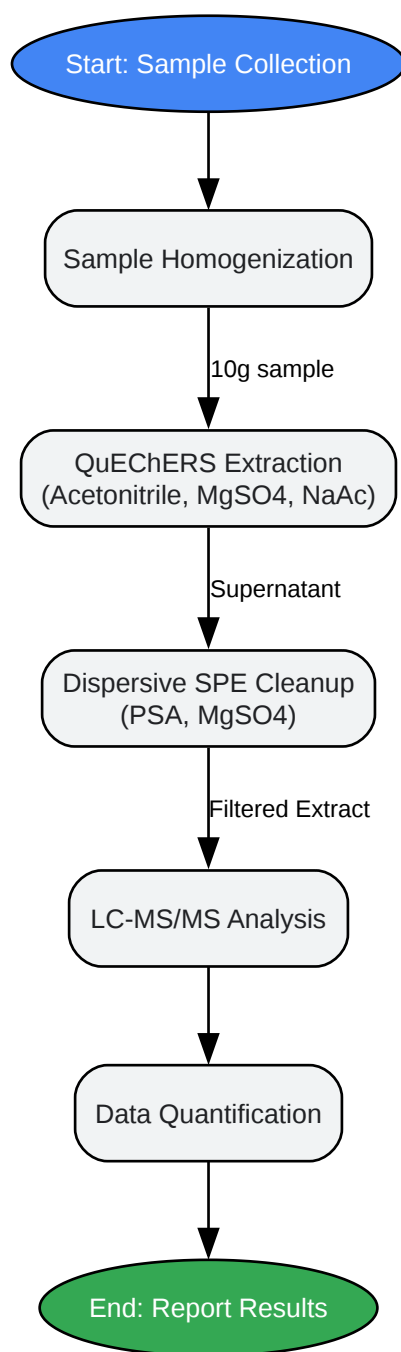 Start: Sample Collection
Sample Homogenization
10g sample
QuEChERS Extraction
(Acetonitrile, MgSO4, NaAc)
Supernatant
Dispersive SPE Cleanup
(PSA, MgSO4)
Filtered Extract
LC-MS/MS Analysis
Data Quantification
End: Report Results